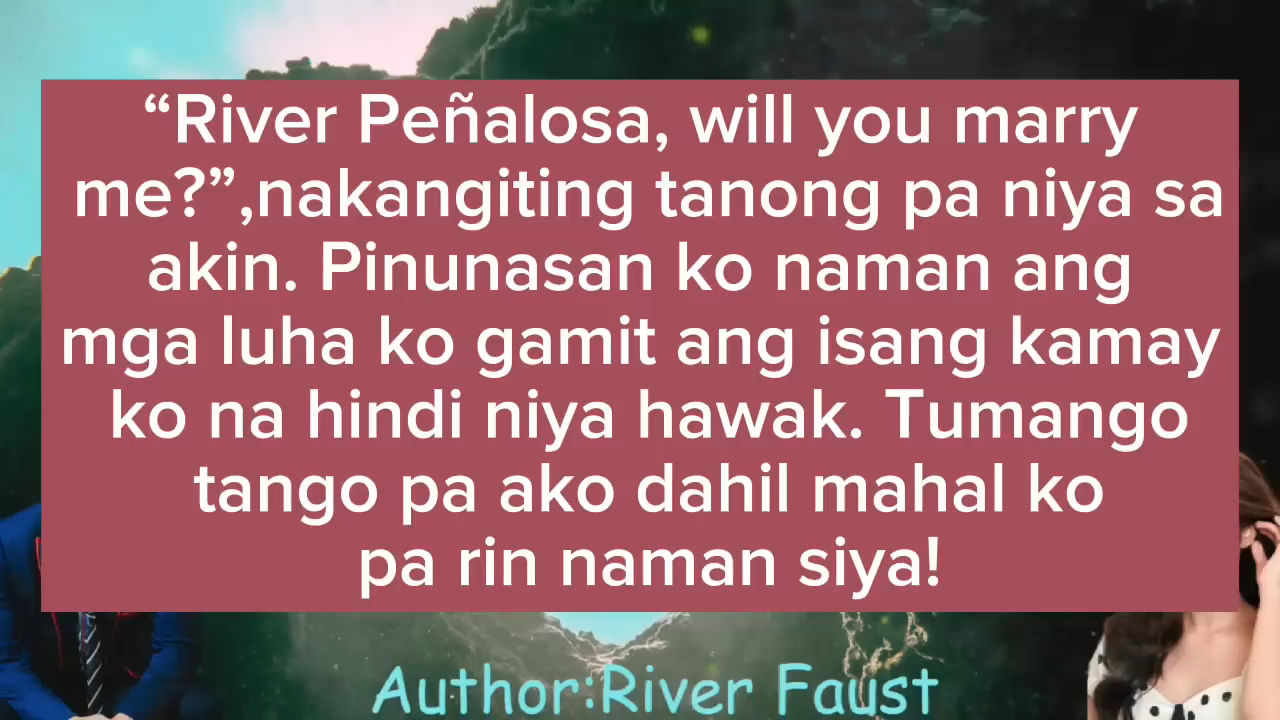 “River Peñalosa, will you marry
me?”,nakangiting tanong pa niya sa
akin. Pinunasan ko naman ang
mga luha ko gamit ang isang kamay
ko na hindi niya hawak. Tumango
tango pa ako dahil mahal ko
pa rin naman siya!
Author:River Faust